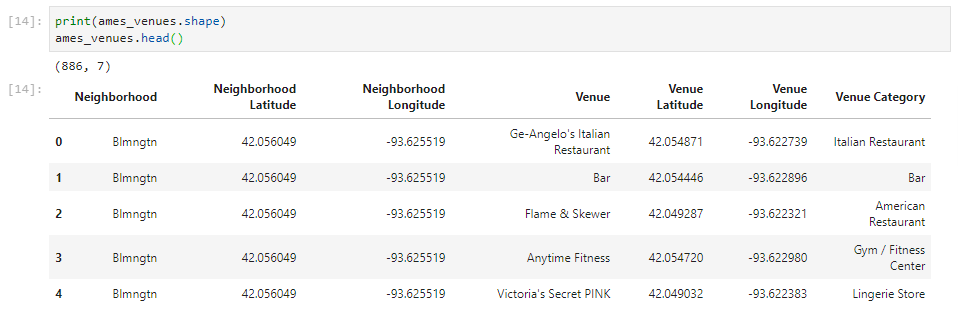 [14]: print(ames_venues.shape)
ames_venues.head()
(886, 7)
[14]:
Neighborhood Neighborhood Latitude Neighborhood Longitude Venue Venue Latitude Venue Longitude Venue Category
0 Blmngtn 42.056049 -93.625519 Ge-Angelo's Italian Restaurant 42.054871 -93.622739 Italian Restaurant
1 Blmngtn 42.056049 -93.625519 Bar 42.054446 -93.622896 Bar
2 Blmngtn 42.056049 -93.625519 Flame & Skewer 42.049287 -93.622321 American Restaurant
3 Blmngtn 42.056049 -93.625519 Anytime Fitness 42.054720 -93.622980 Gym / Fitness Center
4 Blmngtn 42.056049 -93.625519 Victoria's Secret PINK 42.049032 -93.622383 Lingerie Store